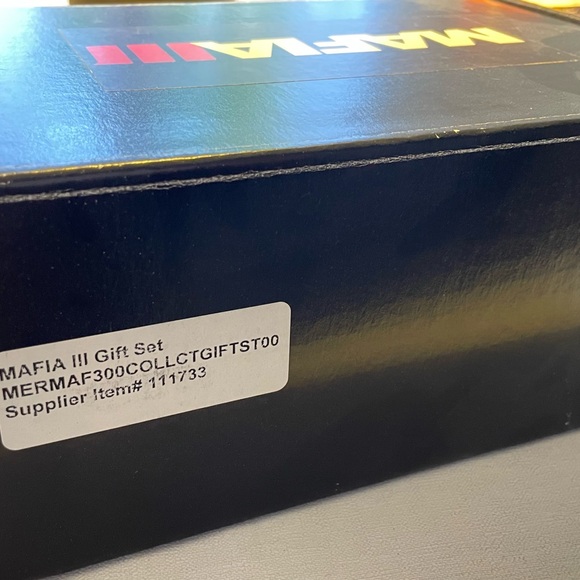 MAFIA III
MAFIA III Gift Set
MERMAF300COLLCTGIFTST00
Supplier Item# 111733